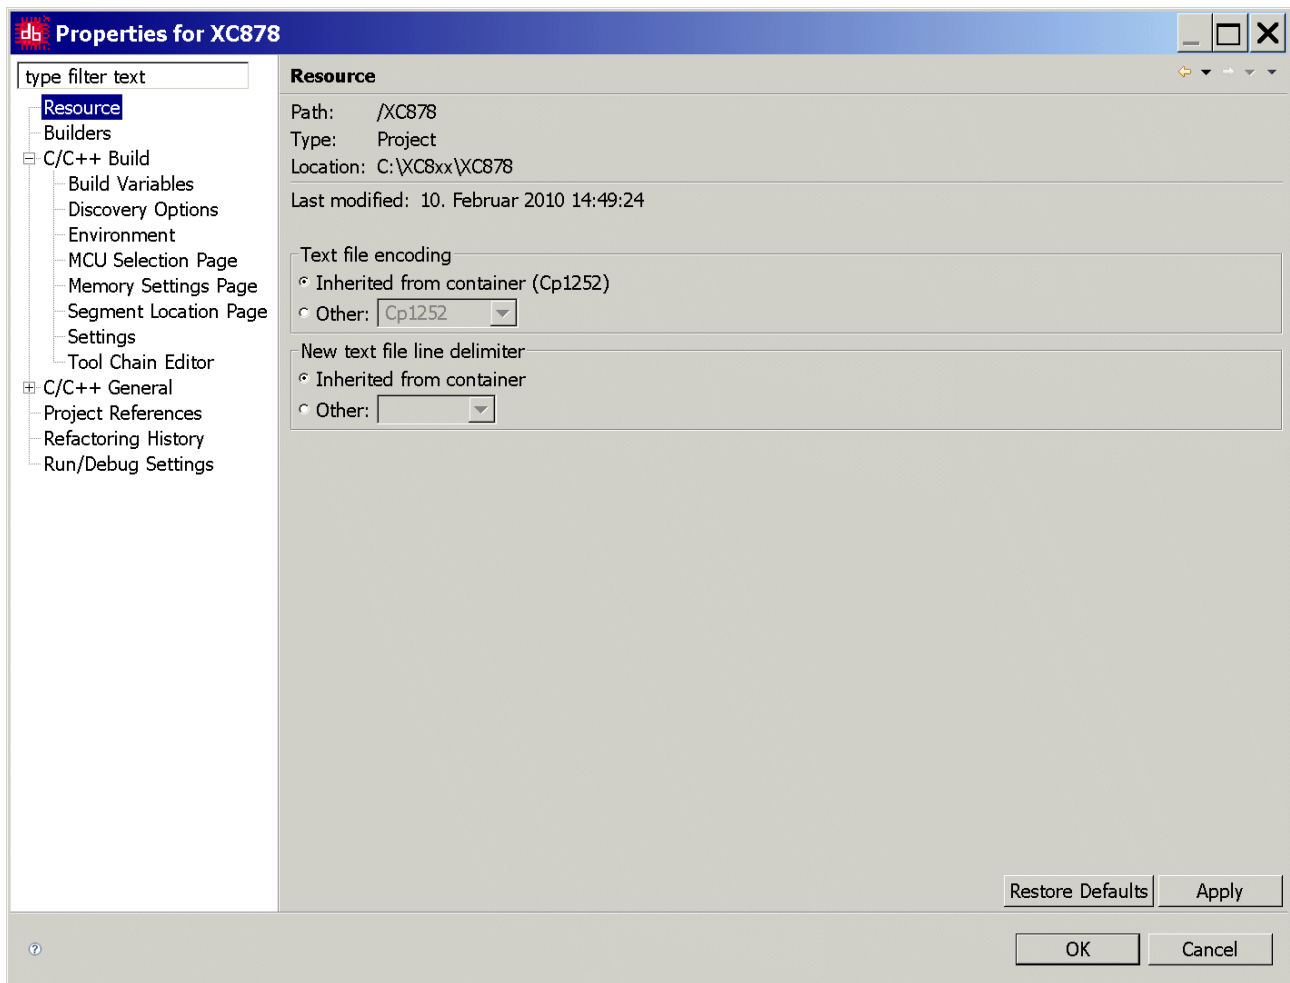 db Properties for XC878
type filter text
Resource
Builders
C/C++ Build
Build Variables
Discovery Options
Environment
MCU Selection Page
Memory Settings Page
Segment Location Page
Settings
Tool Chain Editor
C/C++ General
Project References
Refactoring History
Run/Debug Settings
Resource
Path: /XC878
Type: Project
Location: C:\XC8xx\XC878
Last modified: 10. Februar 2010 14:49:24
Text file encoding
Inherited from container (Cp1252)
Other: Cp1252
New text file line delimiter
Inherited from container
Other:
Restore Defaults Apply
? OK Cancel